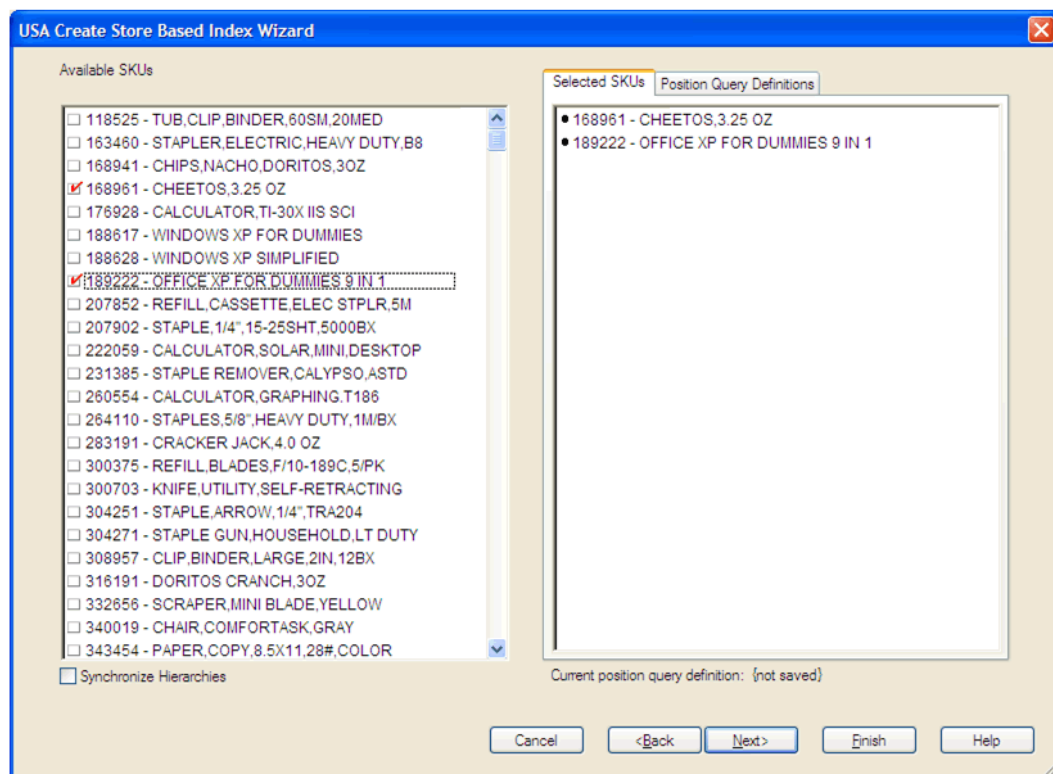 USA Create Store Based Index Wizard
Available SKUs
118525 - TUB,CLIP,BINDER,60SM,20MED
163460 - STAPLER,ELECTRIC,HEAVY DUTY,B8
168941 - CHIPS,NACHO,DORITOS,3OZ
168961 - CHEETOS,3.25 OZ
176928 - CALCULATOR,TI-30X IIS SCI
188617 - WINDOWS XP FOR DUMMIES
188628 - WINDOWS XP SIMPLIFIED
189222 - OFFICE XP FOR DUMMIES 9 IN 1
207852 - REFILL,CASSETTE,ELEC STPLR,5M
207902 - STAPLE,1/4",15-25SHT,5000BX
222059 - CALCULATOR,SOLAR,MINI,DESKTOP
231385 - STAPLE REMOVER,CALYPSO,ASTD
260554 - CALCULATOR,GRAPHING.T186
264110 - STAPLES,5/8",HEAVY DUTY,1M/BX
283191 - CRACKER JACK,4.0 OZ
300375 - REFILL,BLADES,F/10-189C,5/PK
300703 - KNIFE,UTILITY,SELF-RETRACTING
304251 - STAPLE,ARROW,1/4",TRA204
304271 - STAPLE GUN,HOUSEHOLD,LT DUTY
308957 - CLIP,BINDER,LARGE,2IN,12BX
316191 - DORITOS CRANCH,3OZ
332656 - SCRAPER,MINI BLADE,YELLOW
340019 - CHAIR,COMFORTASK,GRAY
343454 - PAPER,COPY,8.5X11,28#,COLOR
Synchronize Hierarchies
Selected SKUs Position Query Definitions
168961 - CHEETOS,3.25 OZ
189222 - OFFICE XP FOR DUMMIES 9 IN 1
Current position query definition: {not saved}
Cancel <Back Next> Finish Help